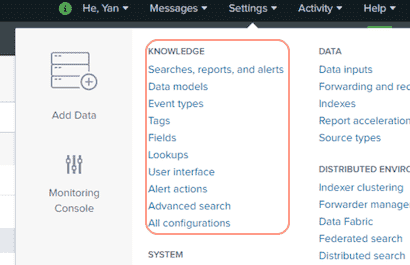 He, Yan Messages Settings Activity Help
Add Data
Monitoring
Console
KNOWLEDGE
Searches, reports, and alerts
Data models
Event types
Tags
Fields
Lookups
User interface
Alert actions
Advanced search
All configurations
SYSTEM
DATA
Data inputs
Forwarding and rec
Indexes
Report acceleration
Source types
DISTRIBUTED ENVIRO
Indexer clustering
Forwarder manage
Data Fabric
Federated search
Distributed search